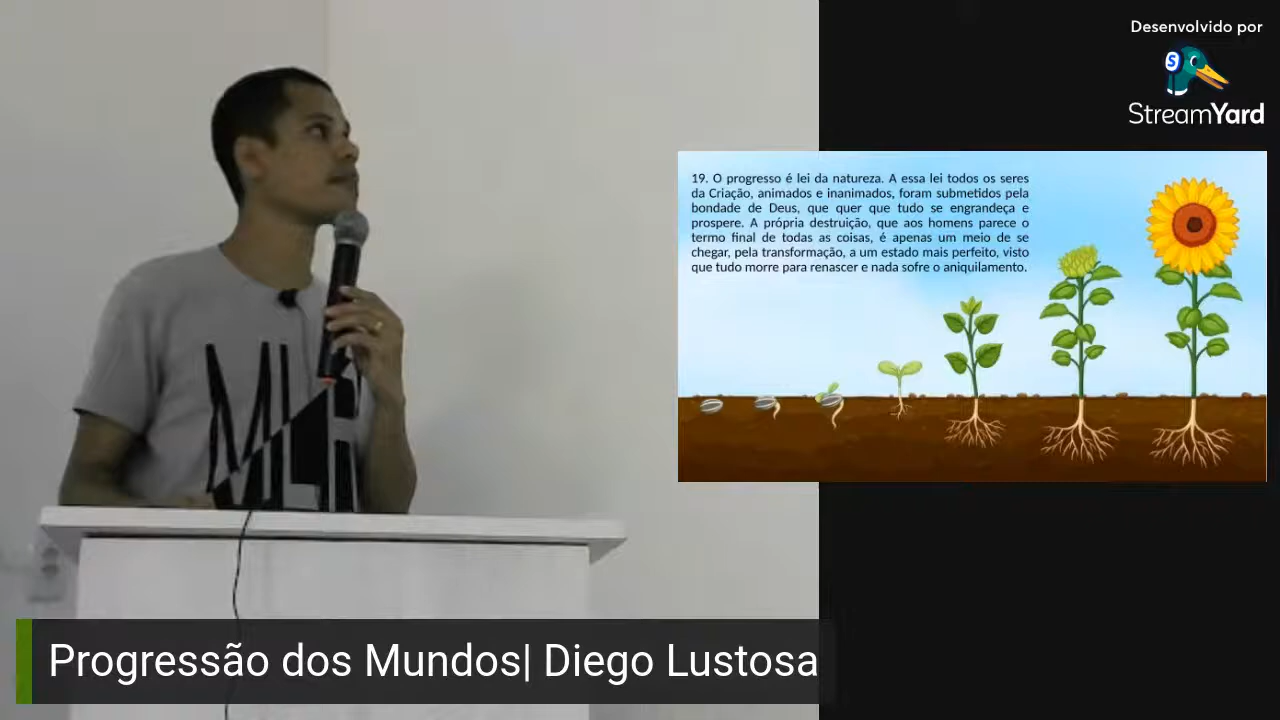 Desenvolvido por
S
StreamYard
19. O progresso é lei da natureza. A essa lei todos os seres
da Criação, animados e inanimados, foram submetidos pela
bondade de Deus, que quer que tudo se engrandeça e
prospere. A própria destruição, que aos homens parece o
termo final de todas as coisas, é apenas um meio de se
chegar, pela transformação, a um estado mais perfeito, visto
que tudo morre para renascer e nada sofre o aniquilamento.
Progressão dos Mundos| Diego Lustosa